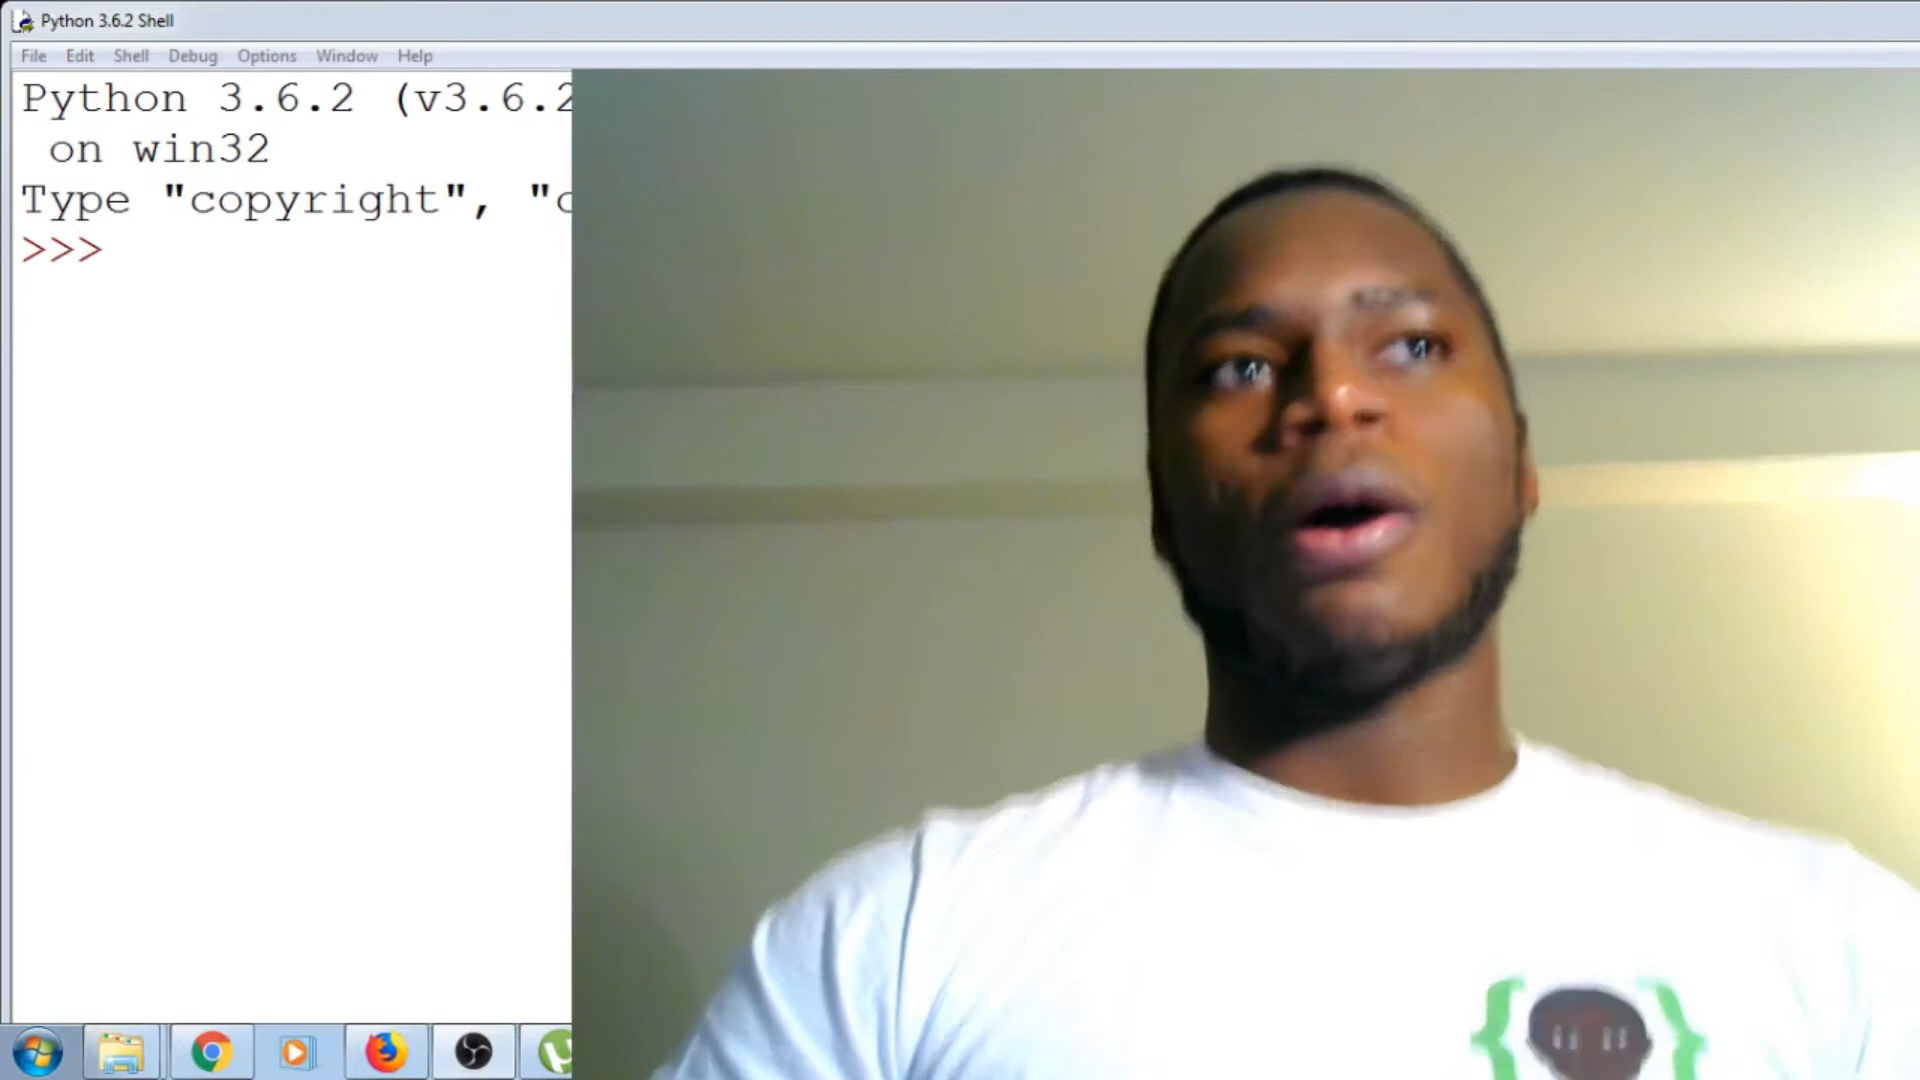 Python 3.6.2 Shell
File Edit Shell Debug Options Window Help
Python 3.6.2 (v3.6.2
on win32
Type "copyright", "c
>>>